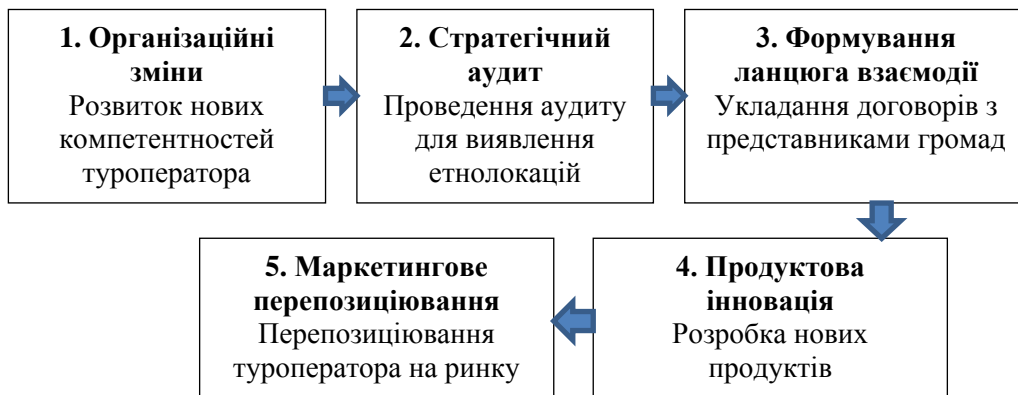 1. Організаційні
зміни
Розвиток нових
компетентностей
туроператора
2. Стратегічний
аудит
Проведення аудиту
для виявлення
етнолокацій
3. Формування
ланцюга взаємодії
Укладання договорів з
представниками громад
4. Продуктова
інновація
Розробка нових
продуктів
5. Маркетингове
перепозиціювання
Перепозиціювання
туроператора на ринку